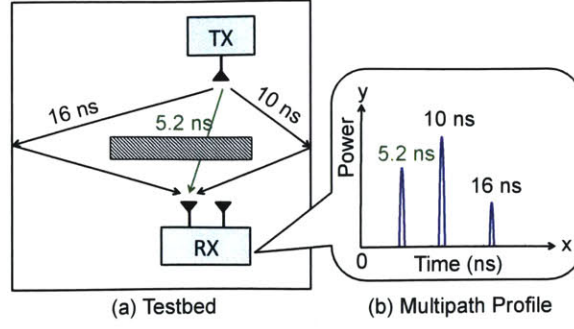 TX
16 ns
10 ns
5.2 ns
RX
(a) Testbed
y
10 ns
5.2 ns
16 ns
Power
0
x
Time (ns)
(b) Multipath Profile